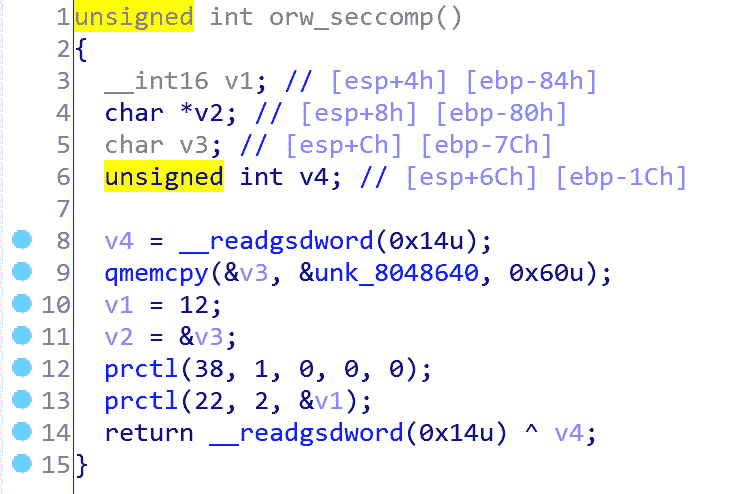 1 unsigned int orw_seccomp()
2 {
3   __int16 v1; // [esp+4h] [ebp-84h]
4   char *v2; // [esp+8h] [ebp-80h]
5   char v3; // [esp+Ch] [ebp-7Ch]
6   unsigned int v4; // [esp+6Ch] [ebp-1Ch]
7
8   v4 = __readgsdword(0x14u);
9   qmemcpy(&v3, &unk_8048640, 0x60u);
10   v1 = 12;
11   v2 = &v3;
12   prctl(38, 1, 0, 0, 0);
13   prctl(22, 2, &v1);
14   return __readgsdword(0x14u) ^ v4;
15 }